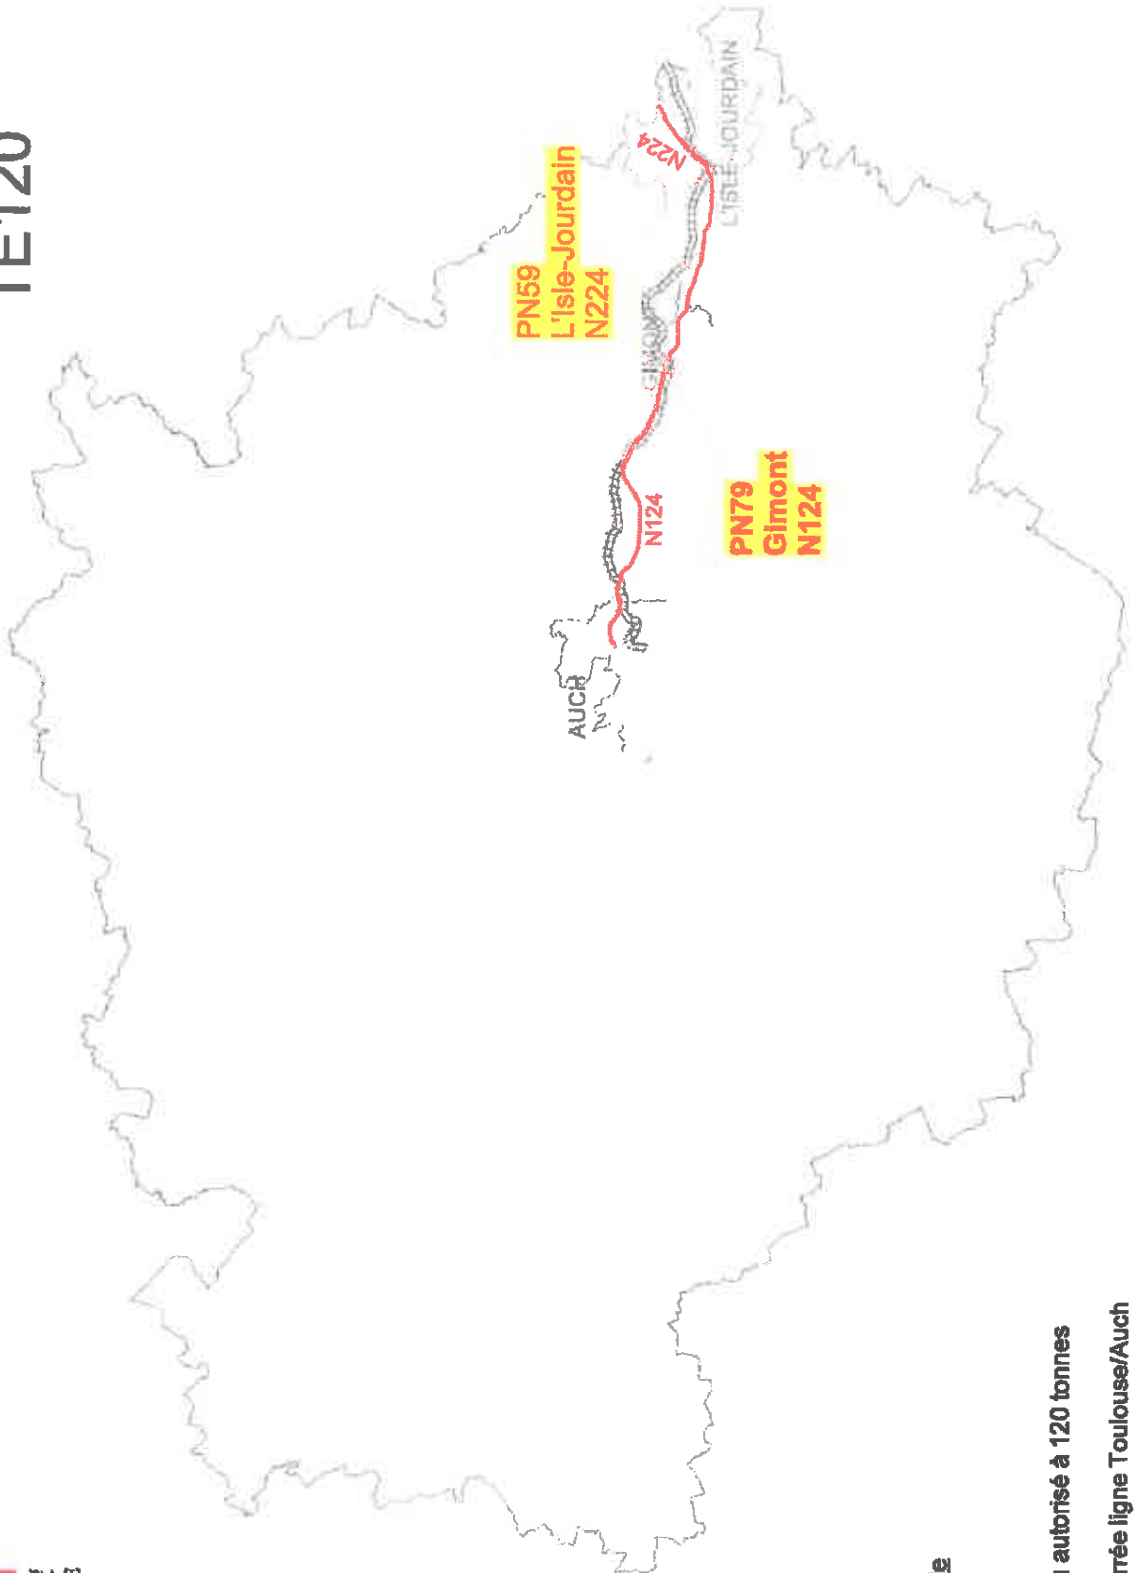 TE120
PN59
L'Isle-Jourdain
N224
N224
L'ISLE-JOURDAIN
GIMONT
N124
PN79
Gimont
N124
AUCH
autorisé à 120 tonnes
rrée ligne Toulouse/Auch